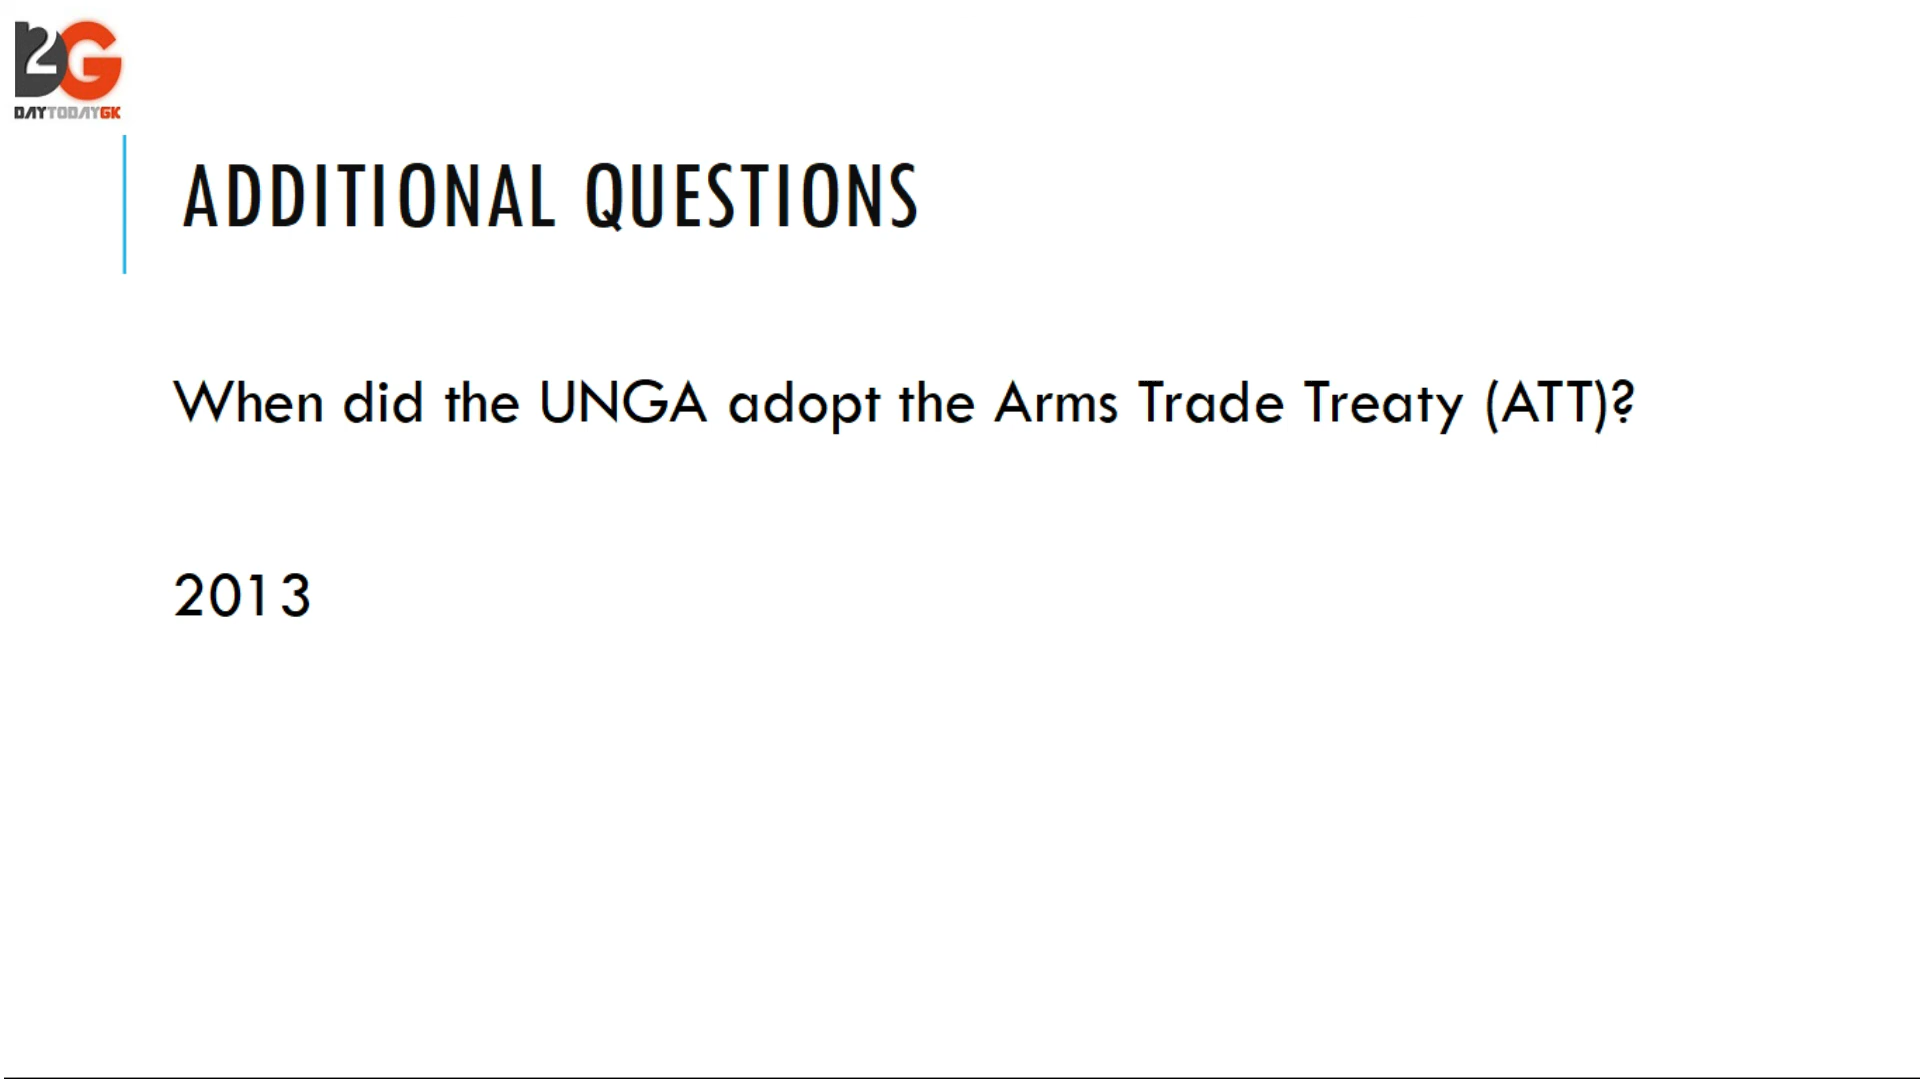 2G
DAYTODAYGK
ADDITIONAL QUESTIONS
When did the UNGA adopt the Arms Trade Treaty (ATT)?
2013